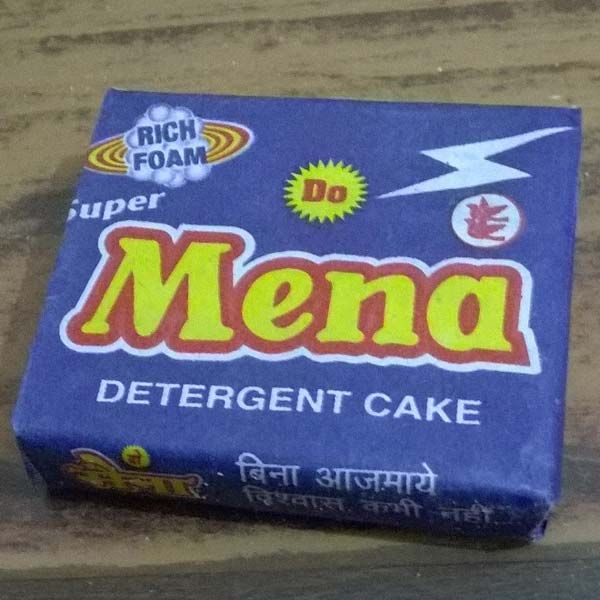 RICH
FOAM
Do
Super
Mena
DETERGENT CAKE
दो
मैना
बिना आजमाये
विश्वास कभी नहीं